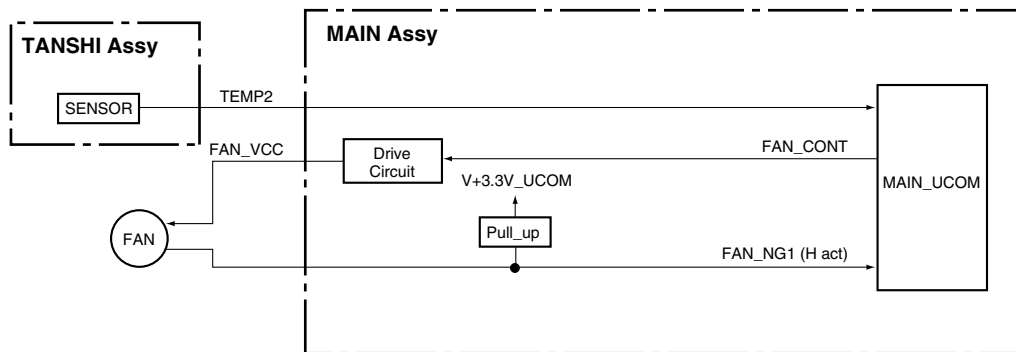 TANSHI Assy
MAIN Assy
SENSOR
TEMP2
FAN_VCC
Drive
Circuit
FAN_CONT
V+3.3V_UCOM
MAIN_UCOM
FAN
Pull_up
FAN_NG1 (H act)